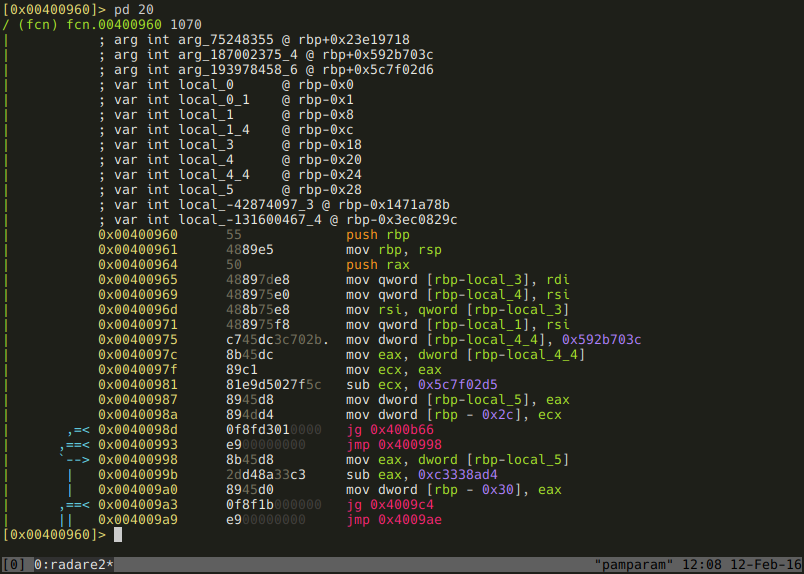 [0x00400960]> pd 20
/ (fcn) fcn.00400960 1070
|           ; arg int arg_75248355 @ rbp+0x23e19718
|           ; arg int arg_187002375_4 @ rbp+0x592b703c
|           ; arg int arg_193978458_6 @ rbp+0x5c7f02d6
|           ; var int local_0      @ rbp-0x0
|           ; var int local_0_1    @ rbp-0x1
|           ; var int local_1      @ rbp-0x8
|           ; var int local_1_4    @ rbp-0xc
|           ; var int local_3      @ rbp-0x18
|           ; var int local_4      @ rbp-0x20
|           ; var int local_4_4    @ rbp-0x24
|           ; var int local_5      @ rbp-0x28
|           ; var int local_-42874097_3 @ rbp-0x1471a78b
|           ; var int local_-131600467_4 @ rbp-0x3ec0829c
|           0x00400960      55             push rbp
|           0x00400961      4889e5         mov rbp, rsp
|           0x00400964      50             push rax
|           0x00400965      48897de8       mov qword [rbp-local_3], rdi
|           0x00400969      488975e0       mov qword [rbp-local_4], rsi
|           0x0040096d      488b75e8       mov rsi, qword [rbp-local_3]
|           0x00400971      488975f8       mov qword [rbp-local_1], rsi
|           0x00400975      c745dc3c702b.  mov dword [rbp-local_4_4], 0x592b703c
|           0x0040097c      8b45dc         mov eax, dword [rbp-local_4_4]
|           0x0040097f      89c1           mov ecx, eax
|           0x00400981      81e9d5027f5c   sub ecx, 0x5c7f02d5
|           0x00400987      8945d8         mov dword [rbp-local_5], eax
|           0x0040098a      894dd4         mov dword [rbp - 0x2c], ecx
|       ,=< 0x0040098d      0f8fd3010000   jg 0x400b66
|      ,==< 0x00400993      e900000000     jmp 0x400998
|      `--> 0x00400998      8b45d8         mov eax, dword [rbp-local_5]
|       |   0x0040099b      2dd48a33c3     sub eax, 0xc3338ad4
|       |   0x004009a0      8945d0         mov dword [rbp - 0x30], eax
|      ,==< 0x004009a3      0f8f1b000000   jg 0x4009c4
|      ||   0x004009a9      e900000000     jmp 0x4009ae
[0x00400960]>
[0] 0:radare2* "pamparam" 12:08 12-Feb-16